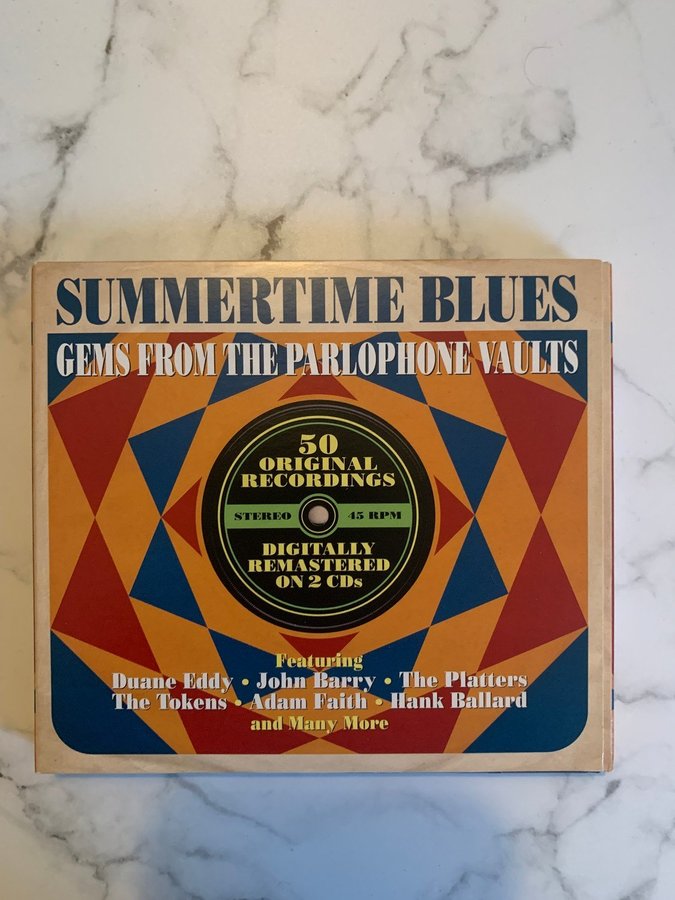 SUMMERTIME BLUES
GEMS FROM THE PARLOPHONE VAULTS
50
ORIGINAL
RECORDINGS
STEREO 45 RPM
DIGITALLY
REMASTERED
ON 2 CDs
Featuring
Duane Eddy • John Barry • The Platters
The Tokens • Adam Faith • Hank Ballard
and Many More